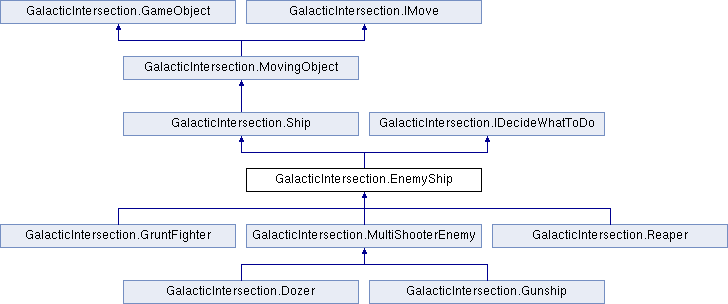 GalacticIntersection.GameObject
GalacticIntersection.IMove
GalacticIntersection.MovingObject
GalacticIntersection.Ship
GalacticIntersection.IDecideWhatToDo
GalacticIntersection.EnemyShip
GalacticIntersection.GruntFighter
GalacticIntersection.MultiShooterEnemy
GalacticIntersection.Reaper
GalacticIntersection.Dozer
GalacticIntersection.Gunship